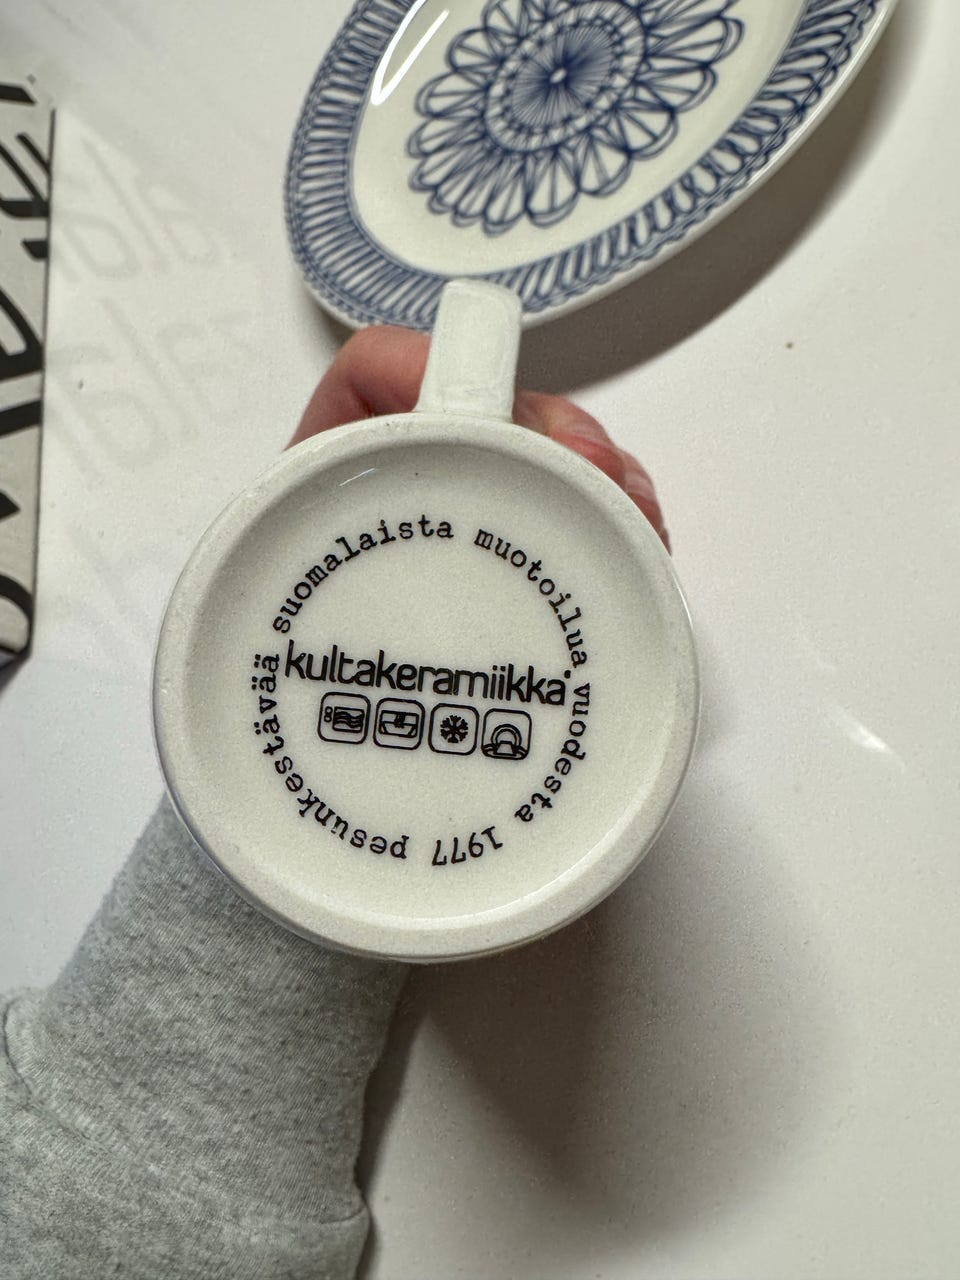 suomalaista muotoilua vuodesta 1977 pesunkestävää
kultakeramiikka